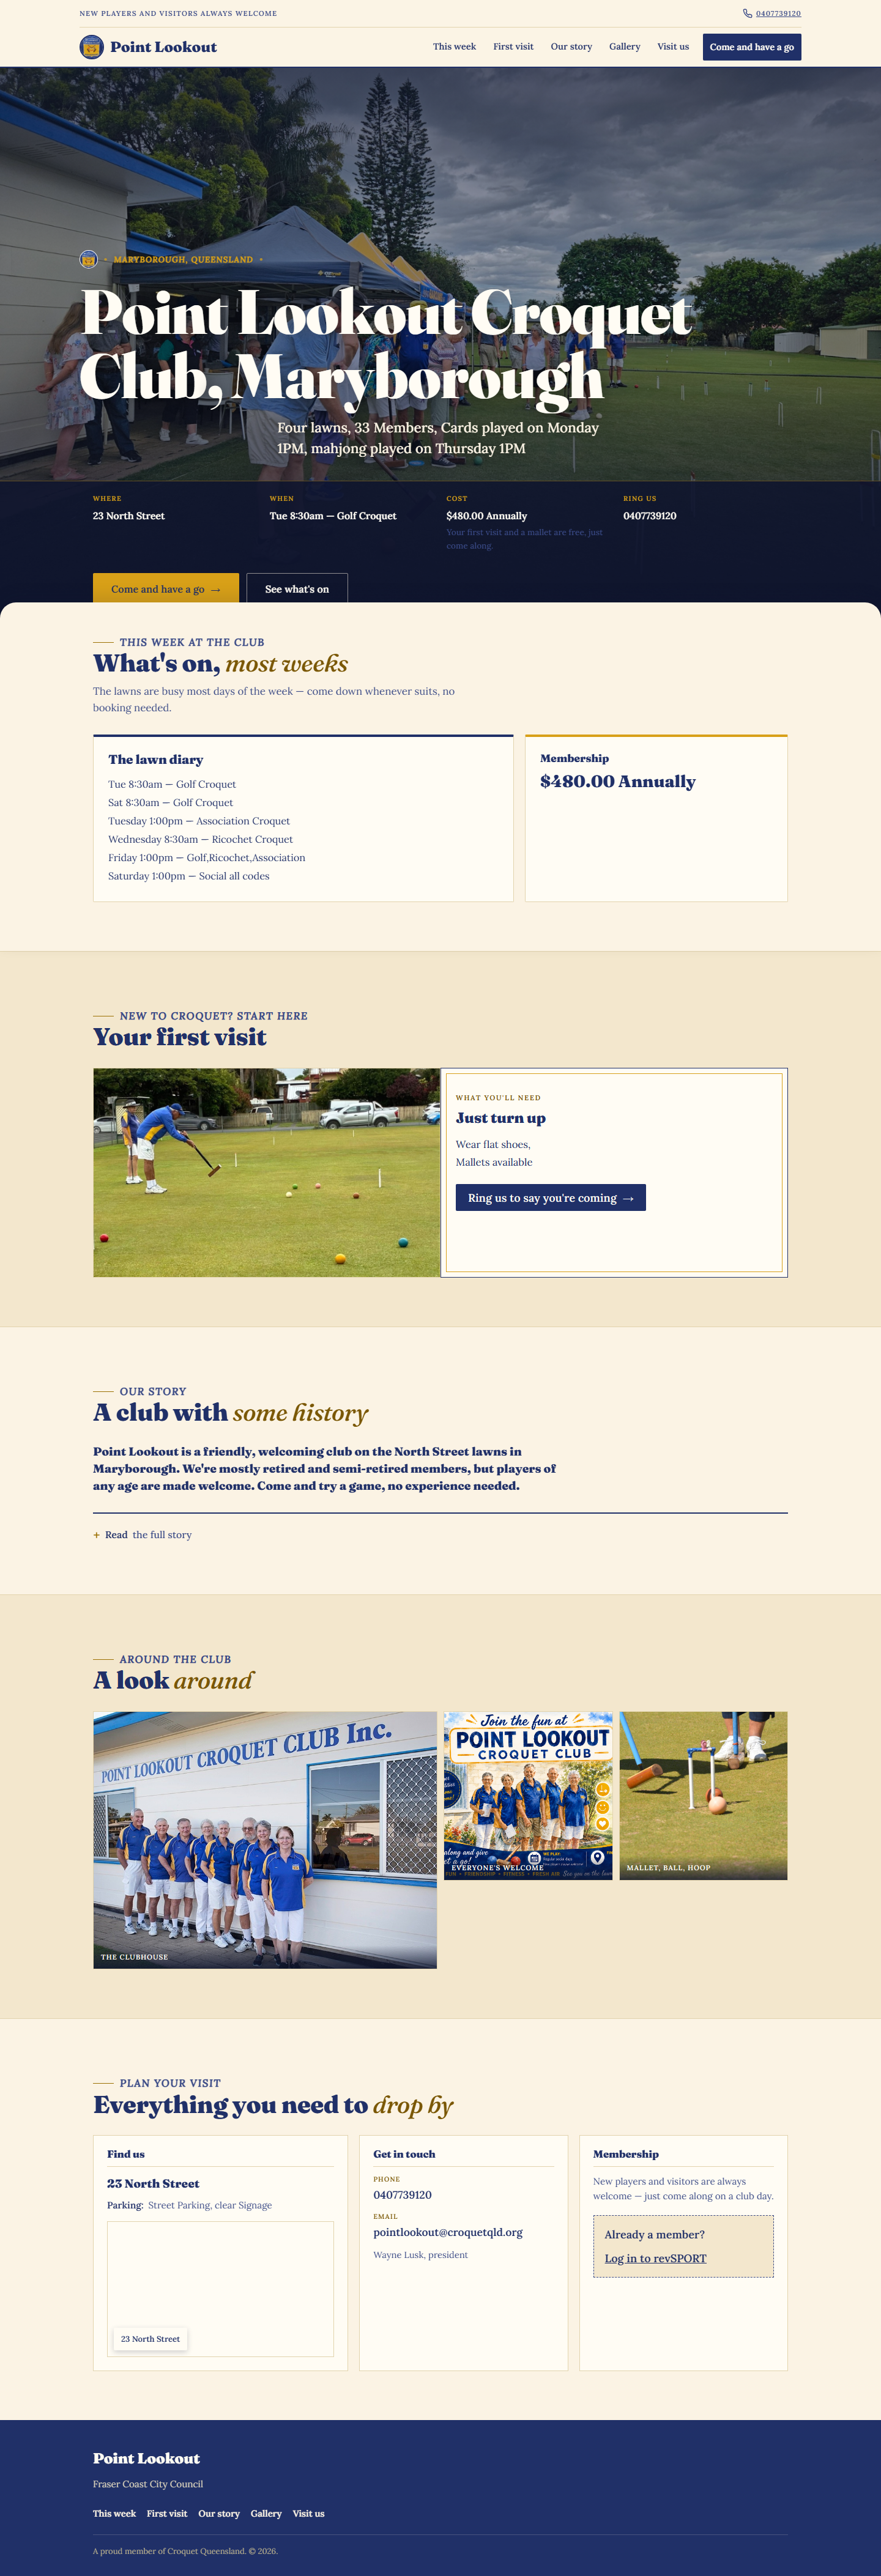 NEW PLAYERS AND VISITORS ALWAYS WELCOME
0407739120
Point Lookout
This week
First visit
Our story
Gallery
Visit us
Come and have a go
MARYBOROUGH, QUEENSLAND
Point Lookout Croquet
Club, Maryborough
Four lawns, 33 Members, Cards played on Monday
1PM, mahjong played on Thursday 1PM
WHERE
23 North Street
WHEN
Tue 8:30am — Golf Croquet
COST
$480.00 Annually
Your first visit and a mallet are free, just
come along.
RING US
0407739120
Come and have a go →
See what's on
THIS WEEK AT THE CLUB
What's on, most weeks
The lawns are busy most days of the week — come down whenever suits, no
booking needed.
The lawn diary
Tue 8:30am — Golf Croquet
Sat 8:30am — Golf Croquet
Tuesday 1:00pm — Association Croquet
Wednesday 8:30am — Ricochet Croquet
Friday 1:00pm — Golf,Ricochet,Association
Saturday 1:00pm — Social all codes
Membership
$480.00 Annually
NEW TO CROQUET? START HERE
Your first visit
WHAT YOU'LL NEED
Just turn up
Wear flat shoes,
Mallets available
Ring us to say you're coming →
OUR STORY
A club with some history
Point Lookout is a friendly, welcoming club on the North Street lawns in
Maryborough. We're mostly retired and semi-retired members, but players of
any age are made welcome. Come and try a game, no experience needed.
+ Read the full story
AROUND THE CLUB
A look around
POINT LOOKOUT CROQUET CLUB Inc.
THE CLUBHOUSE
Join the fun at
POINT LOOKOUT
CROQUET CLUB
along and give
WE PLAY
EVERYONE'S WELCOME
FUN • FRIENDSHIP • FITNESS • FRESH AIR
MALLET, BALL, HOOP
PLAN YOUR VISIT
Everything you need to drop by
Find us
23 North Street
Parking: Street Parking, clear Signage
23 North Street
Get in touch
PHONE
0407739120
EMAIL
pointlookout@croquetqld.org
Wayne Lusk, president
Membership
New players and visitors are always
welcome — just come along on a club day.
Already a member?
Log in to revSPORT
Point Lookout
Fraser Coast City Council
This week
First visit
Our story
Gallery
Visit us
A proud member of Croquet Queensland. © 2026.